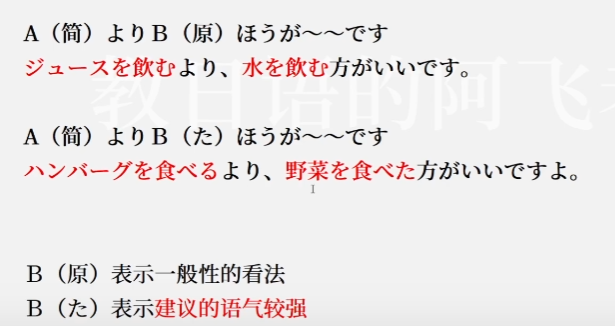 A（简）よりB（原）ほうが～～です
ジュースを飲むより、水を飲む方がいいです。
教日语的阿飞老
A（简）よりB（た）ほうが～～です
ハンバーグを食べるより、野菜を食べた方がいいですよ。
B（原）表示一般性的看法
B（た）表示建议的语气较强